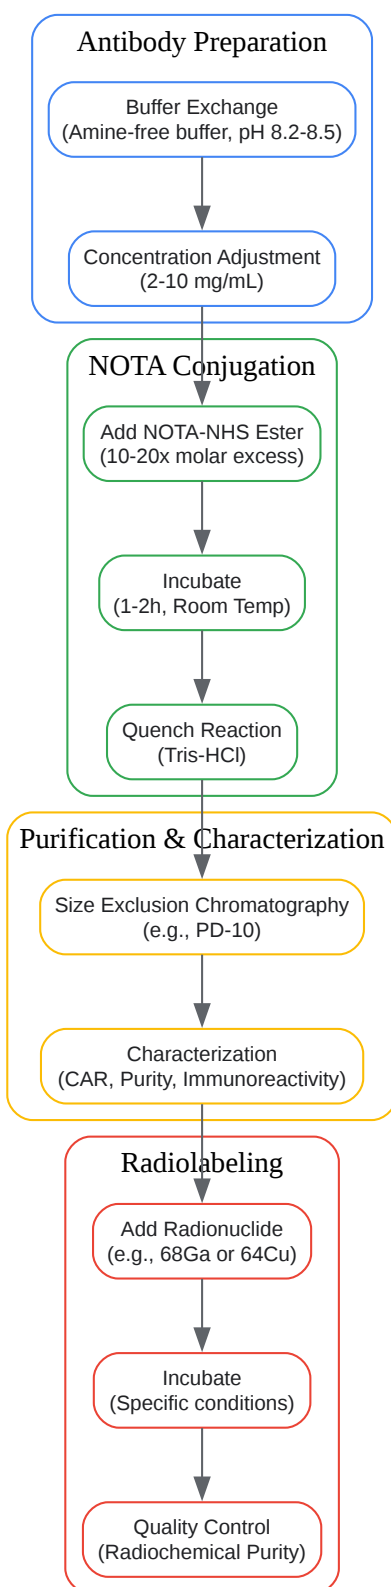 Antibody Preparation
Buffer Exchange
(Amine-free buffer, pH 8.2-8.5)
Concentration Adjustment
(2-10 mg/mL)
NOTA Conjugation
Add NOTA-NHS Ester
(10-20x molar excess)
Incubate
(1-2h, Room Temp)
Quench Reaction
(Tris-HCl)
Purification & Characterization
Size Exclusion Chromatography
(e.g., PD-10)
Characterization
(CAR, Purity, Immunoreactivity)
Radiolabeling
Add Radionuclide
(e.g., 68Ga or 64Cu)
Incubate
(Specific conditions)
Quality Control
(Radiochemical Purity)